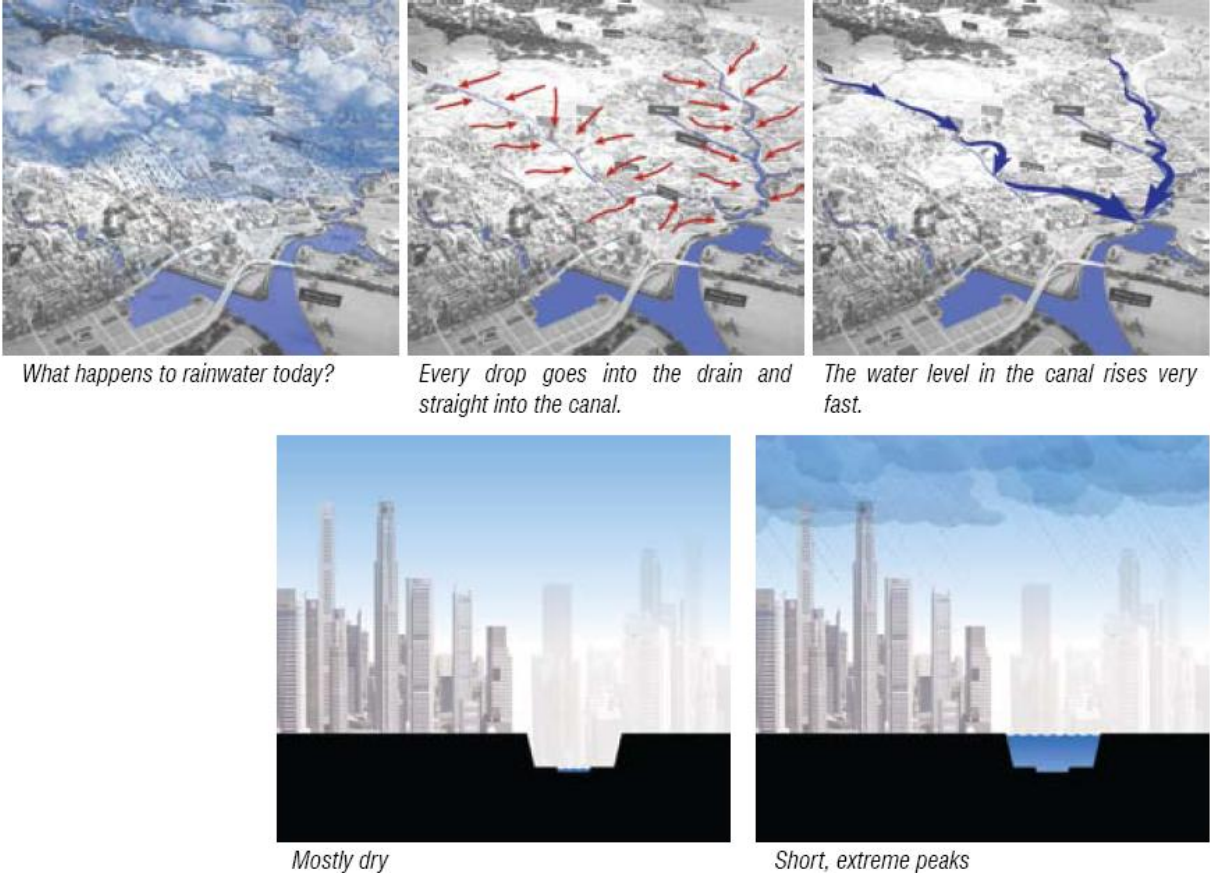 What happens to rainwater today?
Every drop goes into the drain and
straight into the canal.
The water level in the canal rises very
fast.
Mostly dry
Short, extreme peaks